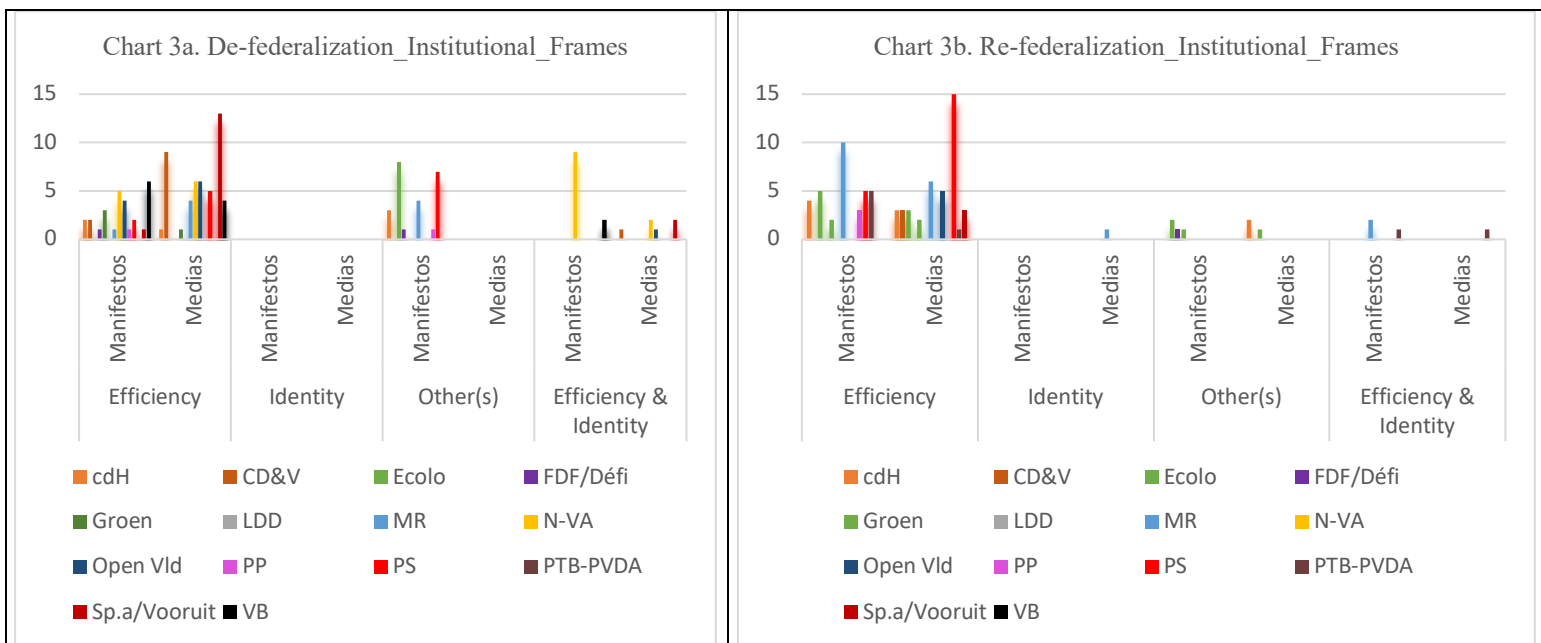 Chart 3a. De-federalization_Institutional_Frames
15
10
5
0
Manifestos
Medias
Manifestos
Medias
Manifestos
Medias
Manifestos
Medias
Efficiency
Identity
Other(s)
Efficiency &
Identity
cdH
CD&V
Ecolo
FDF/Défi
Groen
LDD
MR
N-VA
Open Vld
PP
PS
PTB-PVDA
Sp.a/Vooruit
VB
Chart 3b. Re-federalization_Institutional_Frames
15
10
5
0
Manifestos
Medias
Manifestos
Medias
Manifestos
Medias
Manifestos
Medias
Efficiency
Identity
Other(s)
Efficiency &
Identity
cdH
CD&V
Ecolo
FDF/Défi
Groen
LDD
MR
N-VA
Open Vld
PP
PS
PTB-PVDA
Sp.a/Vooruit
VB